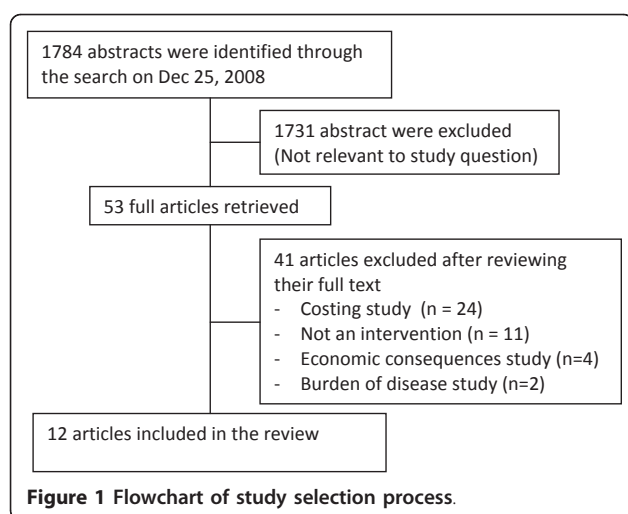 1784 abstracts were identified through
the search on Dec 25, 2008
1731 abstract were excluded
(Not relevant to study question)
53 full articles retrieved
41 articles excluded after reviewing
their full text
- Costing study (n = 24)
- Not an intervention (n = 11)
- Economic consequences study (n=4)
- Burden of disease study (n=2)
12 articles included in the review
Figure 1 Flowchart of study selection process.